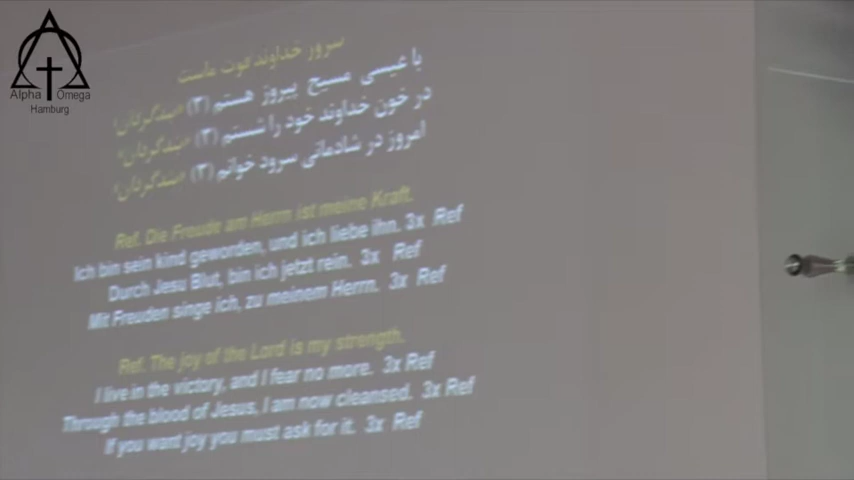 Alpha Omega
Hamburg
سرور خداوند قوت ماست
با عیسی مسیح پیروز هستم (۳) «بندگردان»
در خون خداوند خود را شستم (۳) «بندگردان»
امروز در شادمانی سرود خوانم (۳) «بندگردان»
Ref. Die Freude am Herrn ist meine Kraft.
Ich bin sein kind geworden, und ich liebe ihn. 3x Ref
Durch Jesu Blut, bin ich jetzt rein. 3x Ref
Mit Freuden singe ich, zu meinem Herrn. 3x Ref
Ref. The joy of the Lord is my strength.
I live in the victory, and I fear no more. 3x Ref
Through the blood of Jesus, I am now cleansed. 3x Ref
If you want joy you must ask for it. 3x Ref